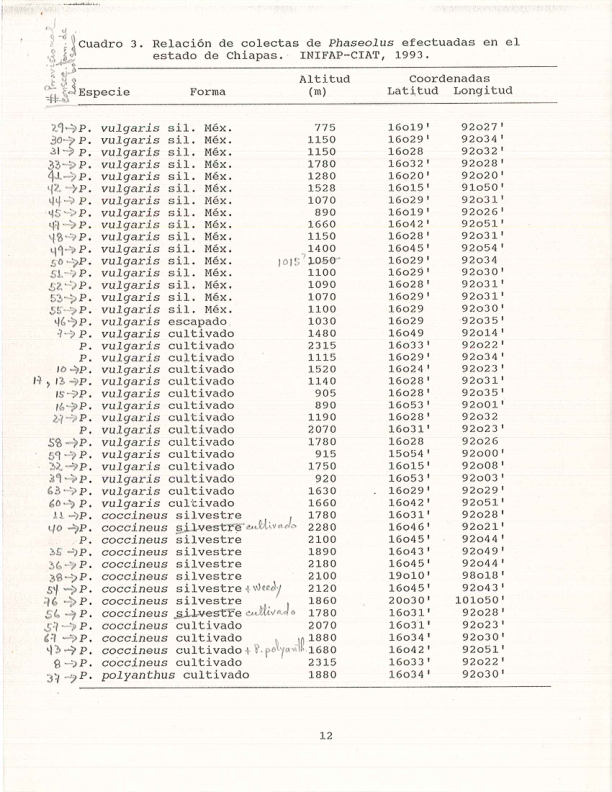 # Provisional
Cuadro 3. Relación de colectas de Phaseolus efectuadas en el
estado de Chiapas. INIFAP-CIAT, 1993.
Altitud Coordenadas
Especie Forma (m) Latitud Longitud
29→P. vulgaris sil. Méx. 775 16o19' 92o27'
30→P. vulgaris sil. Méx. 1150 16o29' 92o34'
31→P. vulgaris sil. Méx. 1150 16o28 92o32'
33→P. vulgaris sil. Méx. 1780 16o32' 92o28'
41→P. vulgaris sil. Méx. 1280 16o20' 92o20'
42→P. vulgaris sil. Méx. 1528 16o15' 91o50'
44→P. vulgaris sil. Méx. 1070 16o29' 92o31'
45→P. vulgaris sil. Méx. 890 16o19' 92o26'
47→P. vulgaris sil. Méx. 1660 16o42' 92o51'
48→P. vulgaris sil. Méx. 1150 16o28' 92o31'
49→P. vulgaris sil. Méx. 1400 16o45' 92o54'
50→P. vulgaris sil. Méx. 1015? 1050 16o29' 92o34
51→P. vulgaris sil. Méx. 1100 16o29' 92o30'
52→P. vulgaris sil. Méx. 1090 16o28' 92o31'
53→P. vulgaris sil. Méx. 1070 16o29' 92o31'
55→P. vulgaris sil. Méx. 1100 16o29 92o30'
46→P. vulgaris escapado 1030 16o29 92o35'
7→P. vulgaris cultivado 1480 16o49 92o14'
P. vulgaris cultivado 2315 16o33' 92o22'
P. vulgaris cultivado 1115 16o29' 92o34'
10→P. vulgaris cultivado 1520 16o24' 92o23'
17, 13→P. vulgaris cultivado 1140 16o28' 92o31'
15→P. vulgaris cultivado 905 16o28' 92o35'
16→P. vulgaris cultivado 890 16o53' 92o01'
27→P. vulgaris cultivado 1190 16o28' 92o32
P. vulgaris cultivado 2070 16o31' 92o23'
58→P. vulgaris cultivado 1780 16o28 92o26
59→P. vulgaris cultivado 915 15o54' 92o00'
32→P. vulgaris cultivado 1750 16o15' 92o08'
39→P. vulgaris cultivado 920 16o53' 92o03'
63→P. vulgaris cultivado 1630 16o29' 92o29'
60→P. vulgaris cultivado 1660 16o42' 92o51'
11→P. coccineus silvestre 1780 16o31' 92o28'
40→P. coccineus silvestre cultivado 2280 16o46' 92o21'
P. coccineus silvestre 2100 16o45' 92o44'
35→P. coccineus silvestre 1890 16o43' 92o49'
36→P. coccineus silvestre 2180 16o45' 92o44'
38→P. coccineus silvestre 2100 19o10' 98o18'
54→P. coccineus silvestre + weedy 2120 16o45' 92o43'
76→P. coccineus silvestre 1860 20o30' 101o50'
56→P. coccineus silvestre cultivado 1780 16o31' 92o28'
57→P. coccineus cultivado 2070 16o31' 92o23'
67→P. coccineus cultivado 1880 16o34' 92o30'
43→P. coccineus cultivado + P. polyanth. 1680 16o42' 92o51'
8→P. coccineus cultivado 2315 16o33' 92o22'
37→P. polyanthus cultivado 1880 16o34' 92o30'
12